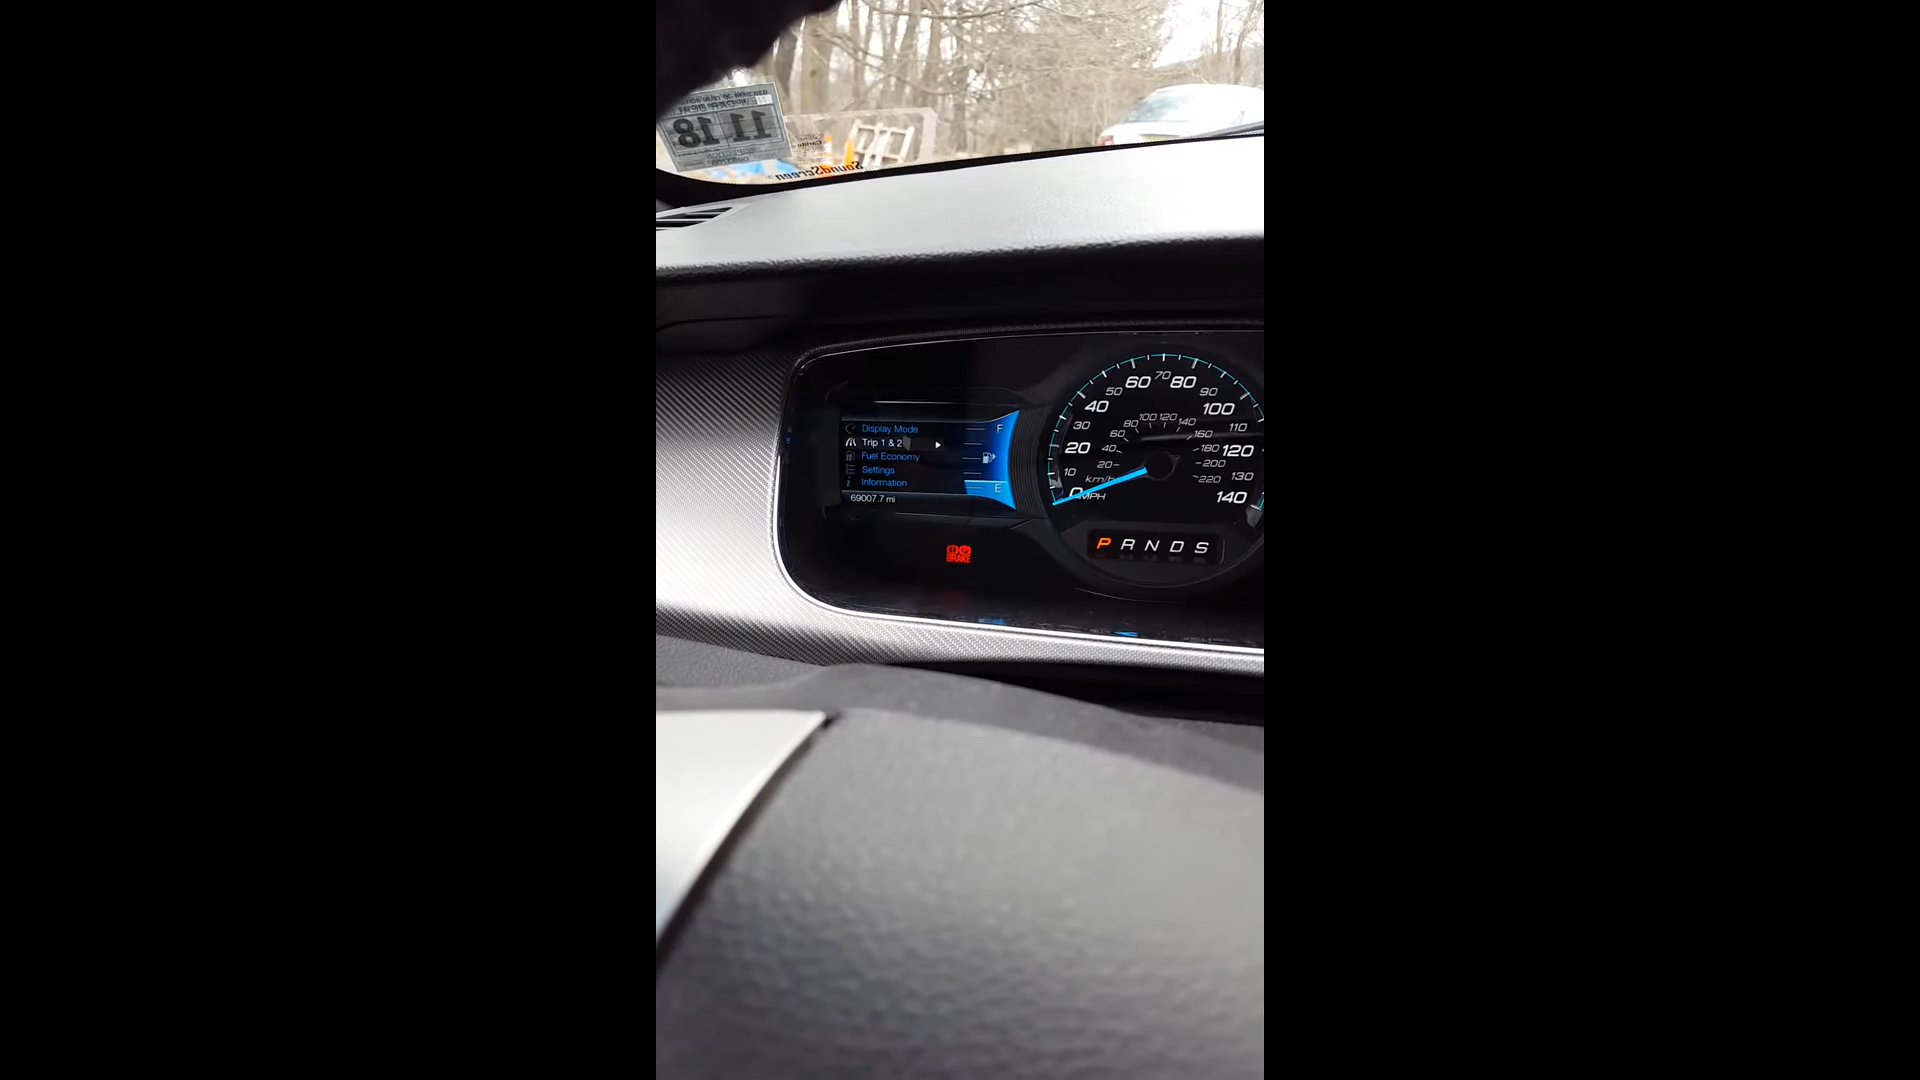 11 18
Carlite
SoundScreen
Display Mode
Trip 1 & 2
Fuel Economy
Settings
Information
69007.7 mi
F
E
0 10 20 30 40 50 60 70 80 90 100 110 120 130 140
MPH
20 40 60 80 100 120 140 160 180 200 220
km/h
P R N D S
BRAKE